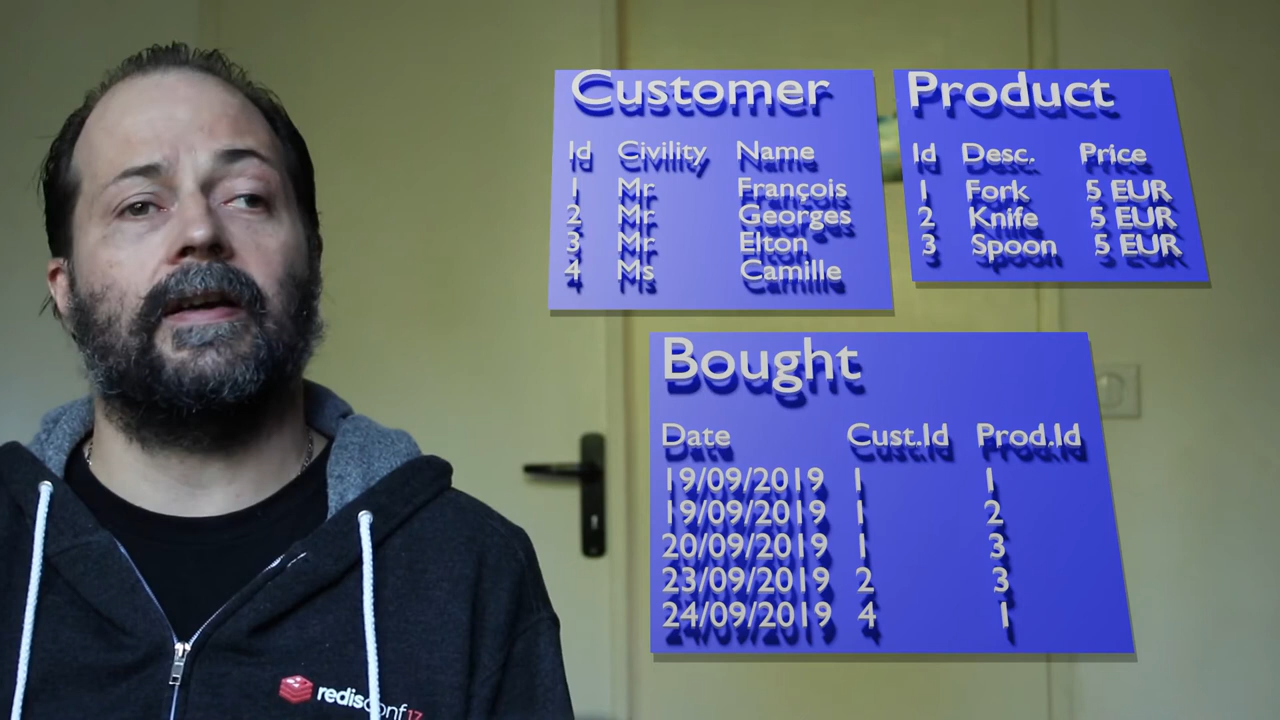 Customer
Id Civility Name
1 Mr. François
2 Mr. Georges
3 Mr. Elton
4 Ms Camille
Product
Id Desc. Price
1 Fork 5 EUR
2 Knife 5 EUR
3 Spoon 5 EUR
Bought
Date Cust.Id Prod.Id
19/09/2019 1 1
19/09/2019 1 2
20/09/2019 1 3
23/09/2019 2 3
24/09/2019 4 1
redisconf17